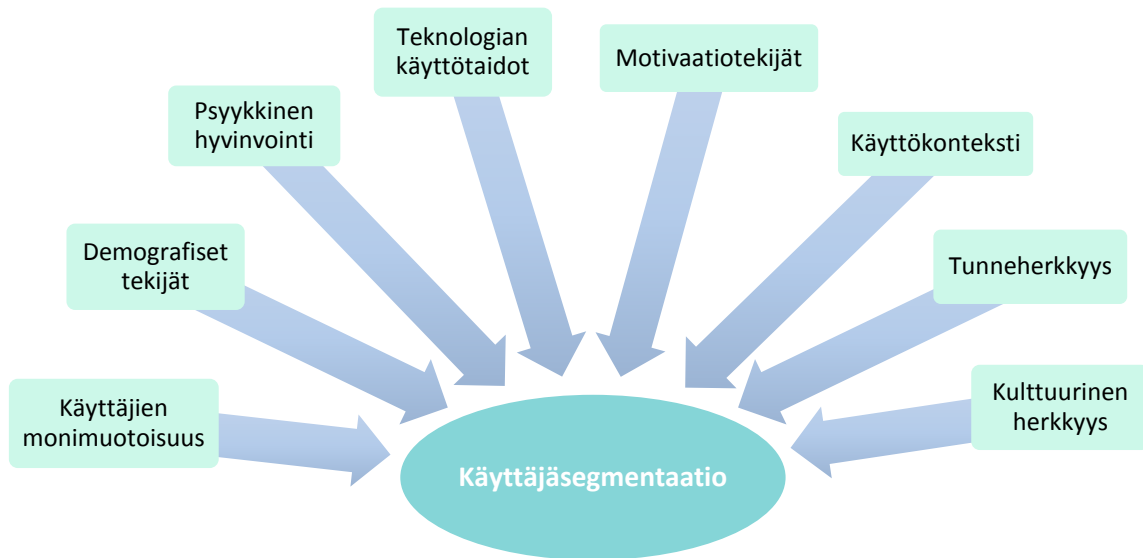 Teknologian
käyttötaidot
Motivaatiotekijät
Psyykkinen
hyvinvointi
Käyttökonteksti
Demografiset
tekijät
Tunneherkkyys
Käyttäjien
monimuotoisuus
Kulttuurinen
herkkyys
Käyttäjäsegmentaatio